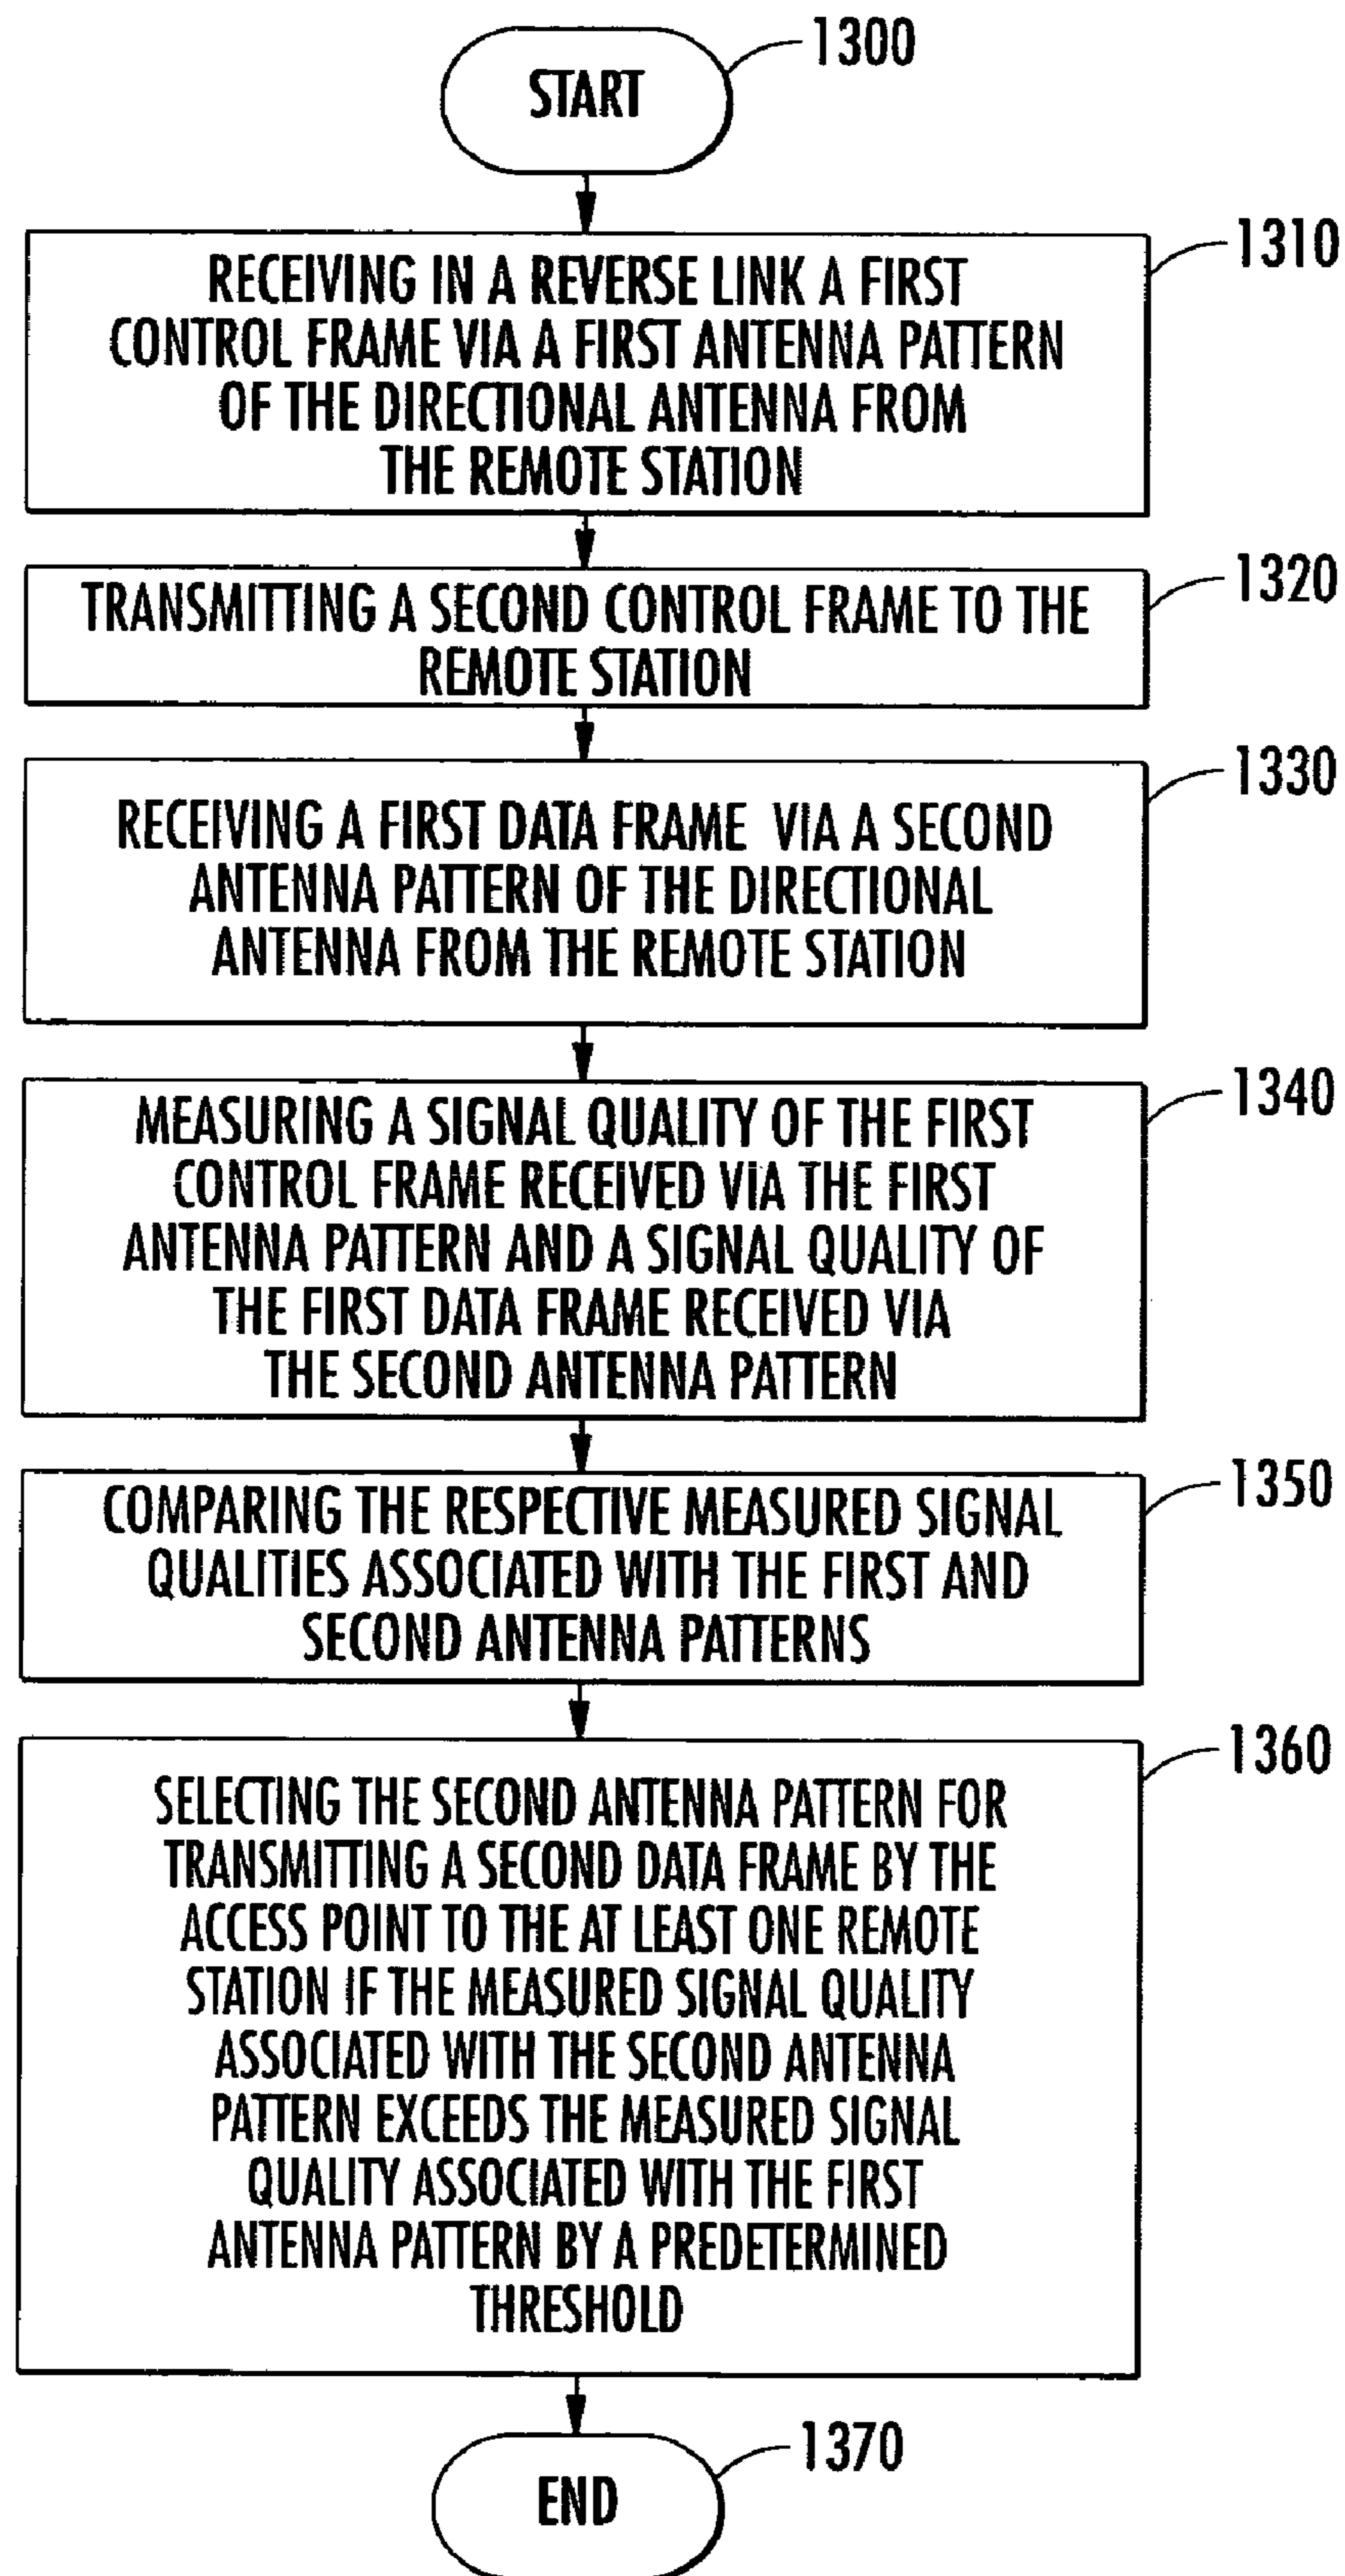 START
1300
RECEIVING IN A REVERSE LINK A FIRST
CONTROL FRAME VIA A FIRST ANTENNA PATTERN
OF THE DIRECTIONAL ANTENNA FROM
THE REMOTE STATION
1310
TRANSMITTING A SECOND CONTROL FRAME TO THE
REMOTE STATION
1320
RECEIVING A FIRST DATA FRAME VIA A SECOND
ANTENNA PATTERN OF THE DIRECTIONAL
ANTENNA FROM THE REMOTE STATION
1330
MEASURING A SIGNAL QUALITY OF THE FIRST
CONTROL FRAME RECEIVED VIA THE FIRST
ANTENNA PATTERN AND A SIGNAL QUALITY OF
THE FIRST DATA FRAME RECEIVED VIA
THE SECOND ANTENNA PATTERN
1340
COMPARING THE RESPECTIVE MEASURED SIGNAL
QUALITIES ASSOCIATED WITH THE FIRST AND
SECOND ANTENNA PATTERNS
1350
SELECTING THE SECOND ANTENNA PATTERN FOR
TRANSMITTING A SECOND DATA FRAME BY THE
ACCESS POINT TO THE AT LEAST ONE REMOTE
STATION IF THE MEASURED SIGNAL QUALITY
ASSOCIATED WITH THE SECOND ANTENNA
PATTERN EXCEEDS THE MEASURED SIGNAL
QUALITY ASSOCIATED WITH THE FIRST
ANTENNA PATTERN BY A PREDETERMINED
THRESHOLD
1360
END
1370